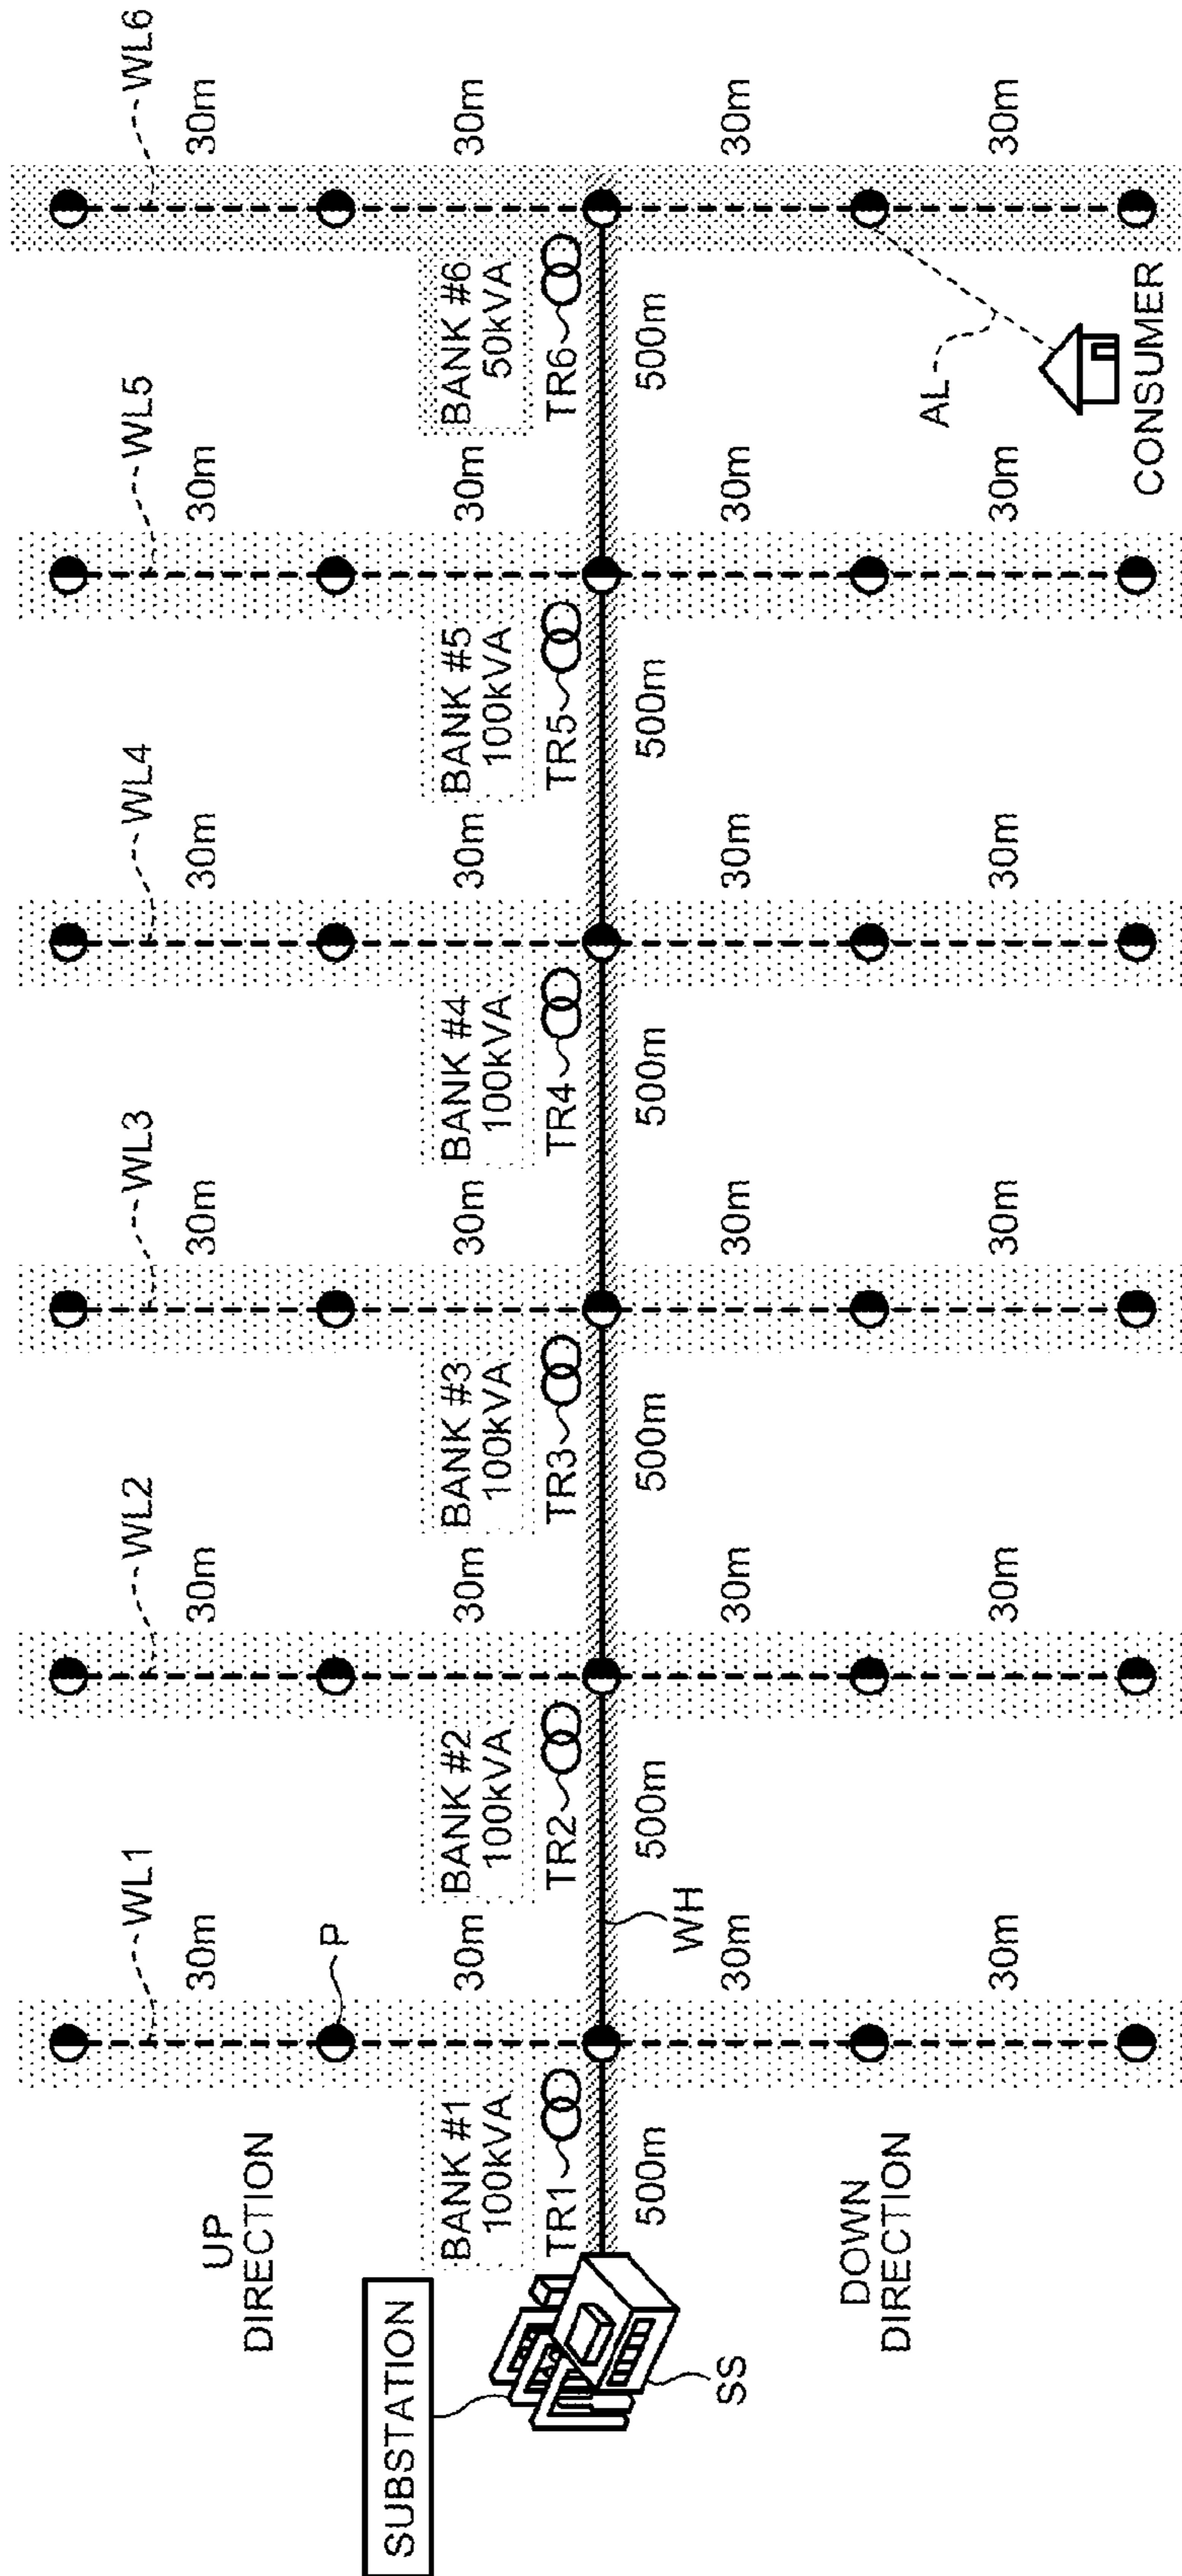 UP
DIRECTION
WL1
WL2
WL3
WL4
WL5
WL6
30m
30m
30m
30m
30m
30m
P
SUBSTATION
BANK #1
100kVA
BANK #2
100kVA
BANK #3
100kVA
BANK #4
100kVA
BANK #5
100kVA
BANK #6
50kVA
30m
30m
30m
30m
30m
30m
TR1
TR2
TR3
TR4
TR5
TR6
500m
500m
500m
500m
500m
500m
SS
WH
30m
30m
30m
30m
30m
30m
DOWN
DIRECTION
AL
30m
30m
30m
30m
30m
30m
CONSUMER